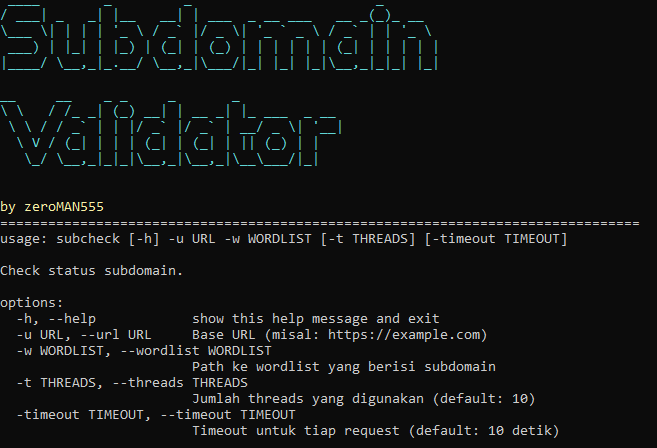 Subdomain
Validator
by zeroMAN555
================================================================================
usage: subcheck [-h] -u URL -w WORDLIST [-t THREADS] [-timeout TIMEOUT]
Check status subdomain.
options:
-h, --help show this help message and exit
-u URL, --url URL Base URL (misal: https://example.com)
-w WORDLIST, --wordlist WORDLIST
Path ke wordlist yang berisi subdomain
-t THREADS, --threads THREADS
Jumlah threads yang digunakan (default: 10)
-timeout TIMEOUT, --timeout TIMEOUT
Timeout untuk tiap request (default: 10 detik)